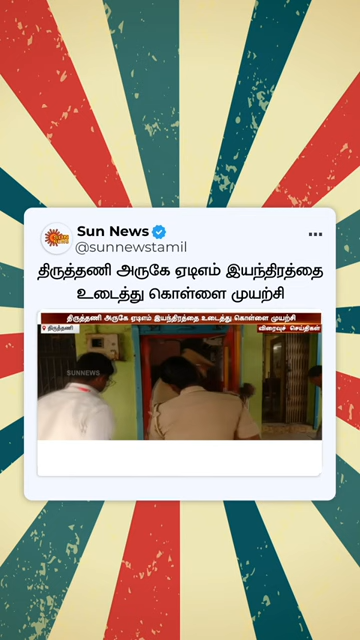 Sun News
@sunnewstamil
திருத்தணி அருகே ஏடிஎம் இயந்திரத்தை
உடைத்து கொள்ளை முயற்சி
திருத்தணி அருகே ஏடிஎம் இயந்திரத்தை உடைத்து கொள்ளை முயற்சி
திருத்தணி
விரைவுச் செய்திகள்
SUNNEWS